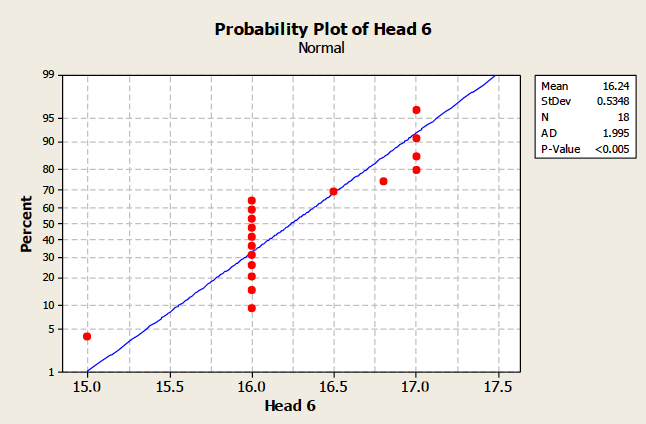 Probability Plot of Head 6
Normal
99
95
90
80
70
60
50
40
30
20
10
5
1
Percent
15.0 15.5 16.0 16.5 17.0 17.5
Head 6
Mean 16.24
StDev 0.5348
N 18
AD 1.995
P-Value <0.005